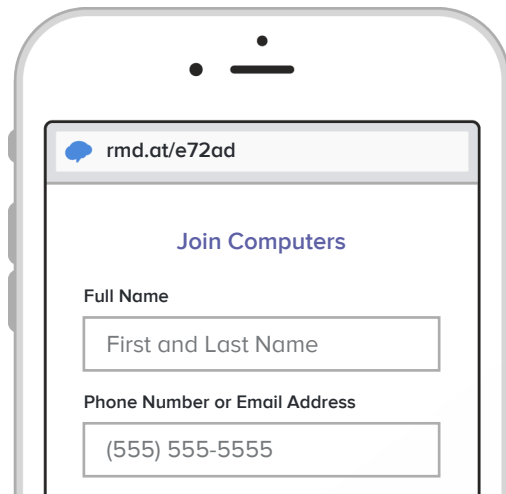 rmd.at/e72ad
Join Computers
Full Name
First and Last Name
Phone Number or Email Address
(555) 555-5555